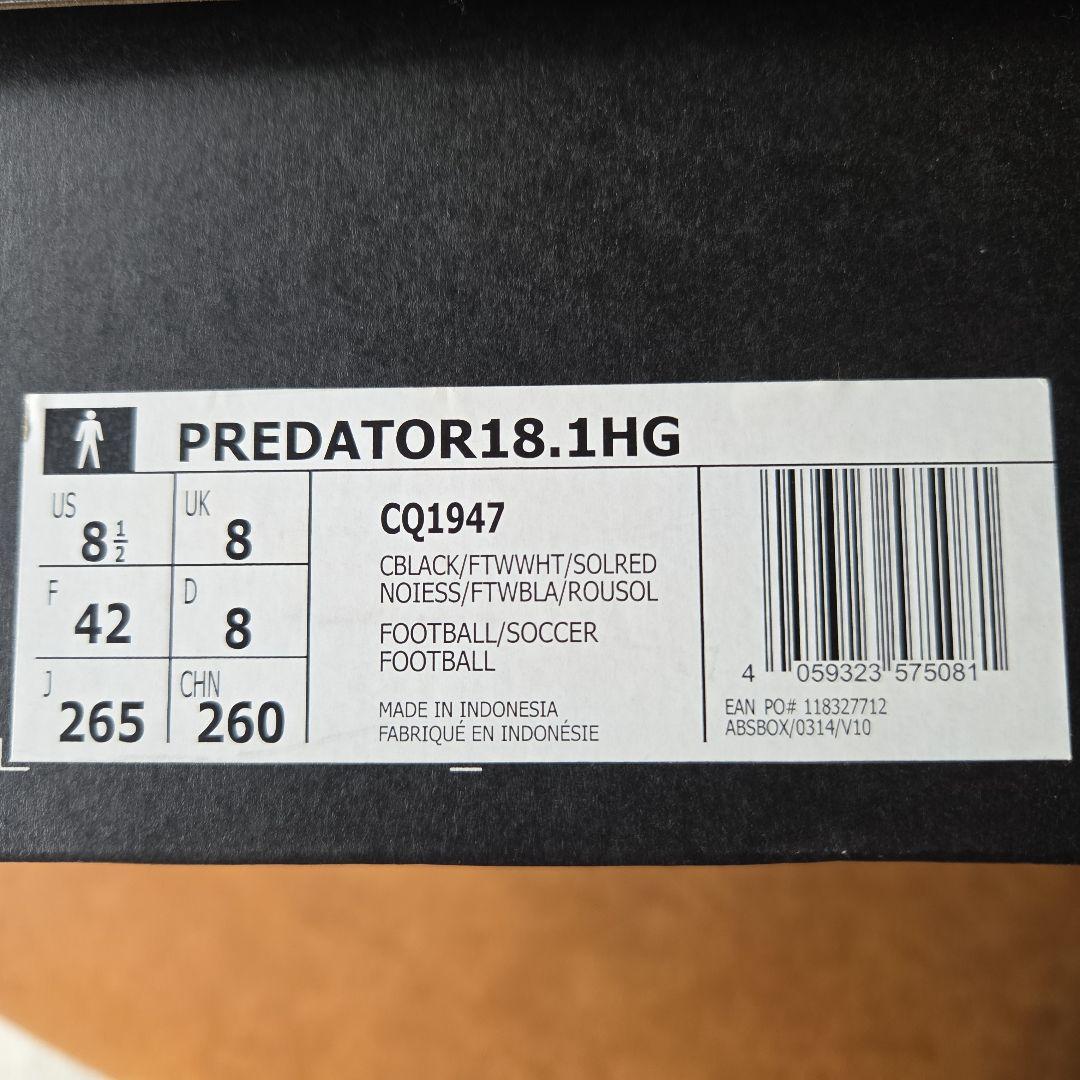 PREDATOR18.1HG
US 8 1/2
UK 8
F 42
D 8
J 265
CHN 260
CQ1947
CBLACK/FTWWHT/SOLRED
NOIESS/FTWBLA/ROUSOL
FOOTBALL/SOCCER
FOOTBALL
MADE IN INDONESIA
FABRIQUÉ EN INDONÉSIE
4 059323 575081
EAN PO# 118327712
ABSBOX/0314/V10